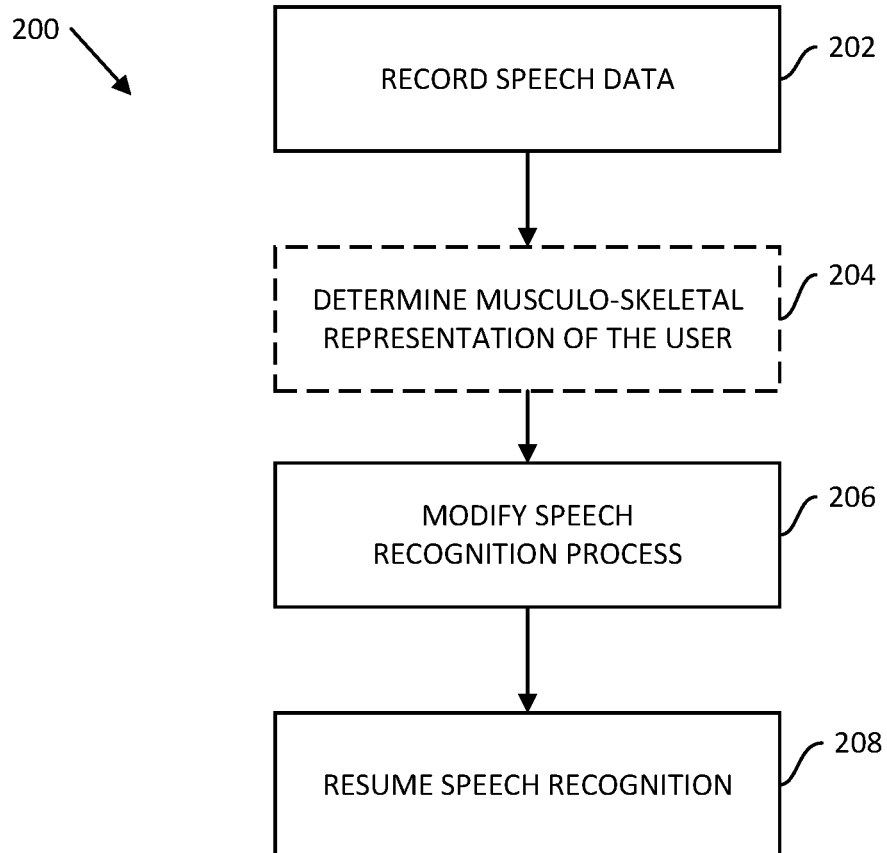 200
RECORD SPEECH DATA
202
DETERMINE MUSCULO-SKELETAL
REPRESENTATION OF THE USER
204
MODIFY SPEECH
RECOGNITION PROCESS
206
RESUME SPEECH RECOGNITION
208